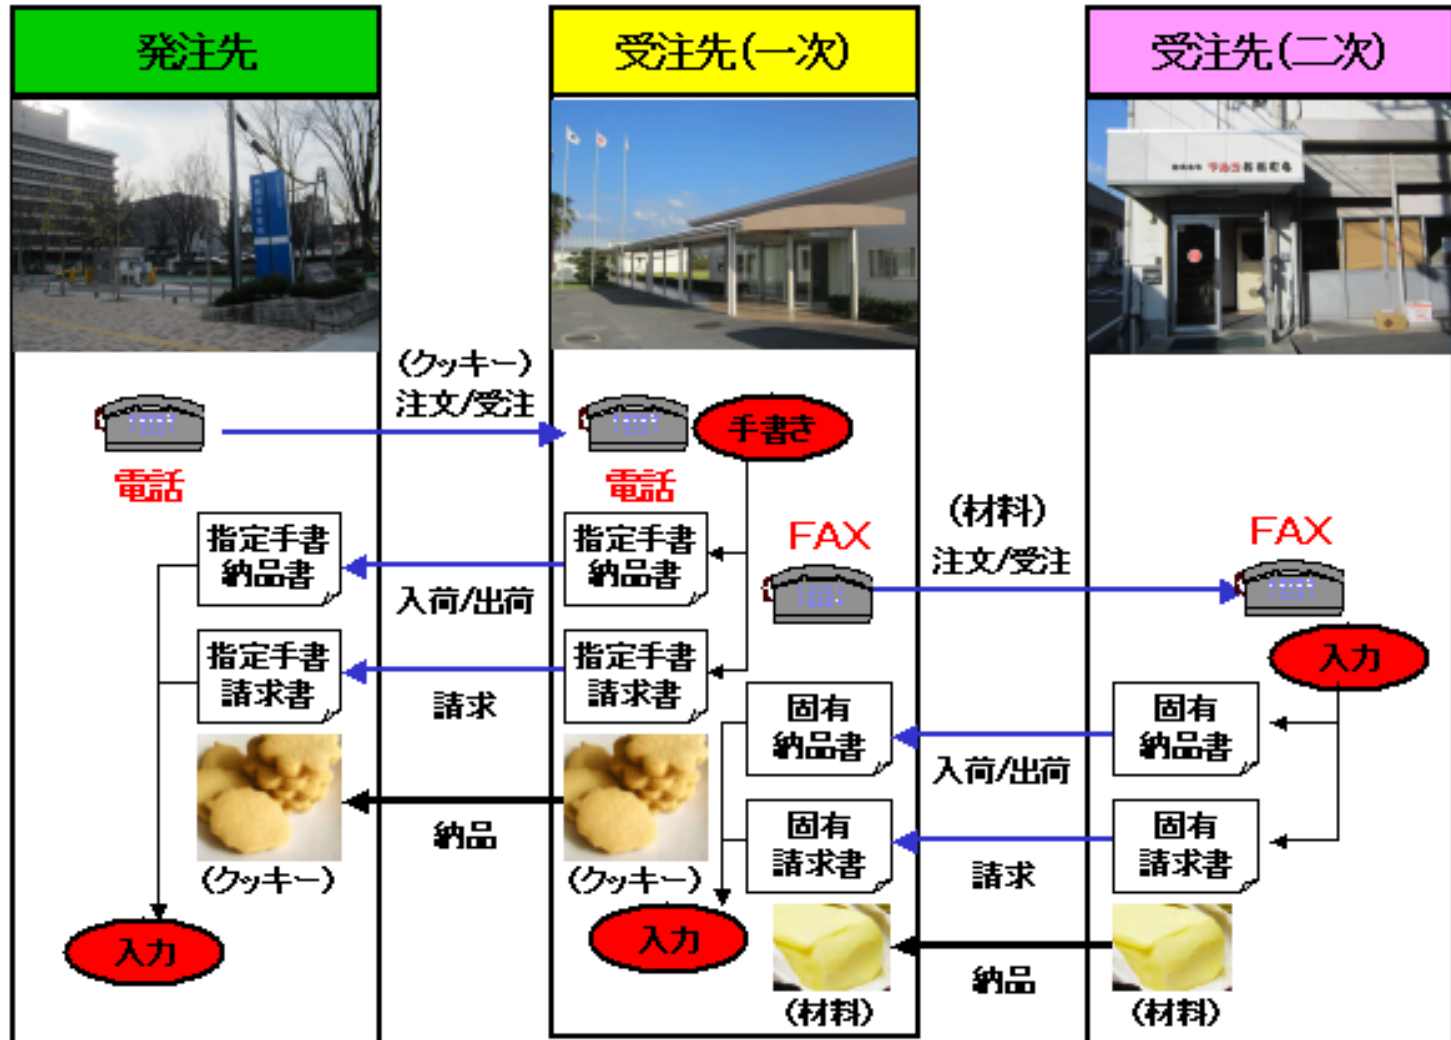 発注先
受注先(一次)
受注先(二次)
(クッキー)
注文/受注
手書き
電話
電話
(材料)
注文/受注
FAX
FAX
指定手書
納品書
指定手書
納品書
入荷/出荷
入力
指定手書
請求書
指定手書
請求書
請求
固有
納品書
固有
納品書
入荷/出荷
納品
固有
請求書
固有
請求書
請求
(クッキー)
(クッキー)
入力
入力
納品
(材料)
(材料)